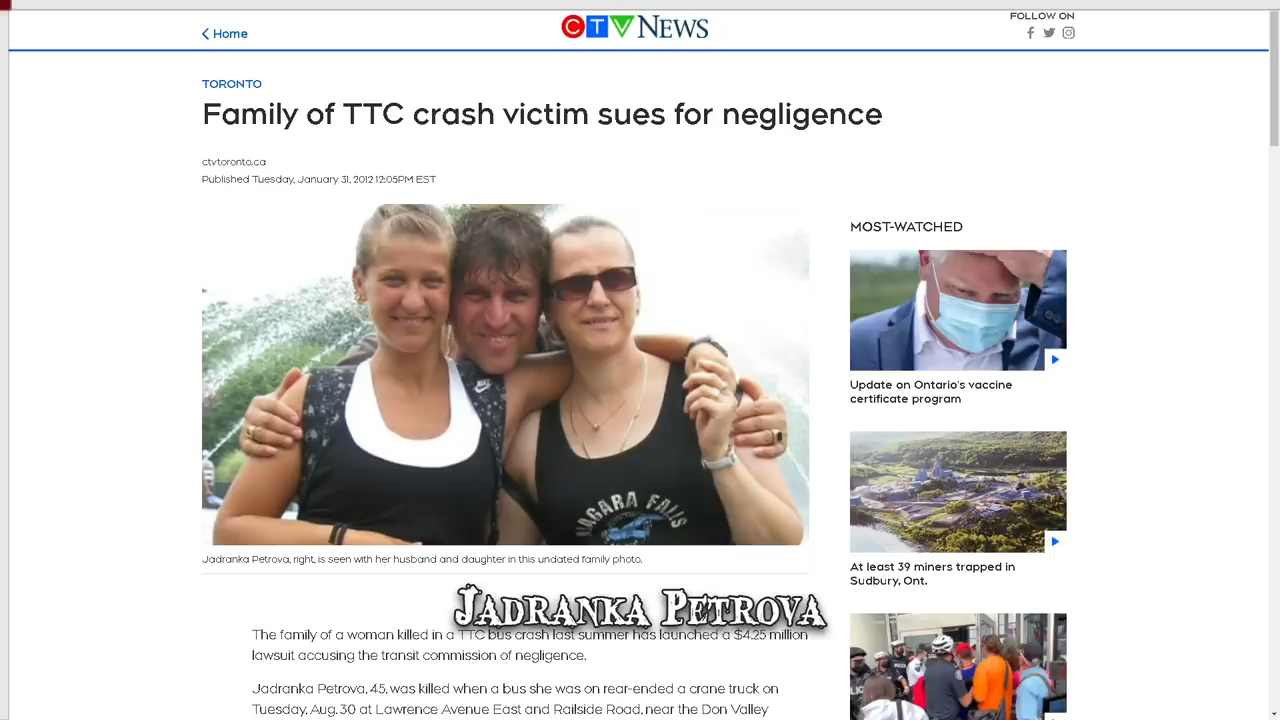 FOLLOW ON
Home
CTV NEWS
TORONTO
Family of TTC crash victim sues for negligence
ctvtoronto.ca
Published Tuesday, January 31, 2012 12:05PM EST
MOST-WATCHED
NIAGARA FALLS
Update on Ontario's vaccine
certificate program
Jadranka Petrova, right, is seen with her husband and daughter in this undated family photo.
At least 39 miners trapped in
Sudbury, Ont.
JADRANKA PETROVA
The family of a woman killed in a TTC bus crash last summer has launched a $4.25 million
lawsuit accusing the transit commission of negligence.
Jadranka Petrova, 45, was killed when a bus she was on rear-ended a crane truck on
Tuesday, Aug. 30 at Lawrence Avenue East and Railside Road, near the Don Valley